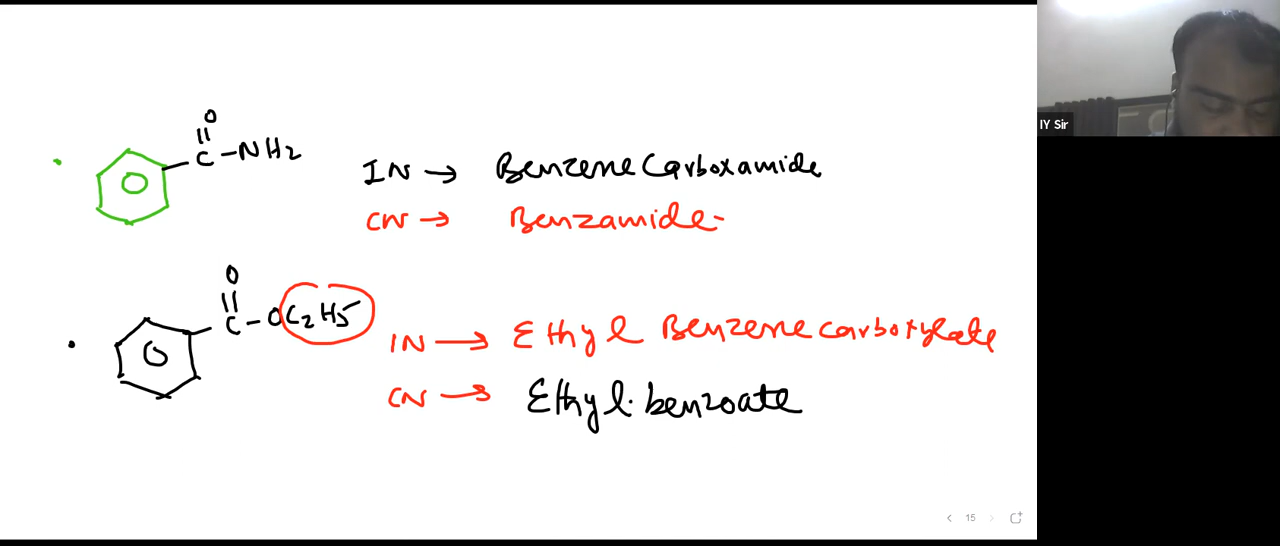 O
||
C-NH2
IN → Benzene Carboxamide
CN → Benzamide
O
||
C-OC2H5
IN → Ethyl Benzene carboxylate
CN → Ethyl benzoate
IY Sir
15